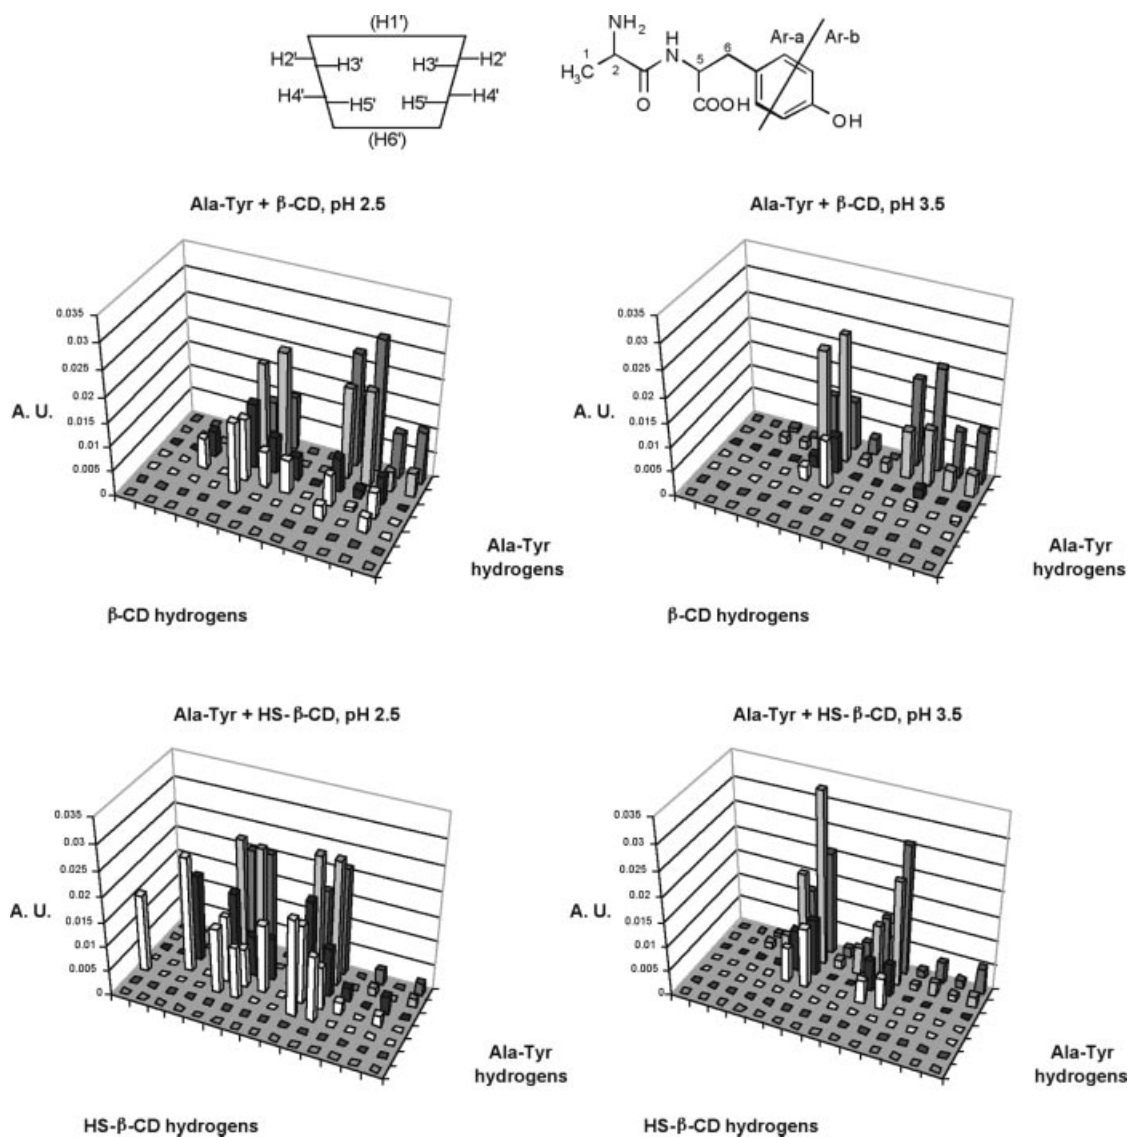 (H1')
H2' H3' H3' H2'
H4' H5' H5' H4'
(H6')
NH2
H
N
1
H3C
2
O
5
6
COOH
Ar-a
Ar-b
OH
Ala-Tyr + β-CD, pH 2.5
0.035
0.03
0.025
0.02
0.015
0.01
0.005
0
A. U.
Ala-Tyr
hydrogens
β-CD hydrogens
Ala-Tyr + β-CD, pH 3.5
0.035
0.03
0.025
0.02
0.015
0.01
0.005
0
A. U.
Ala-Tyr
hydrogens
β-CD hydrogens
Ala-Tyr + HS-β-CD, pH 2.5
0.035
0.03
0.025
0.02
0.015
0.01
0.005
0
A. U.
Ala-Tyr
hydrogens
HS-β-CD hydrogens
Ala-Tyr + HS-β-CD, pH 3.5
0.035
0.03
0.025
0.02
0.015
0.01
0.005
0
A. U.
Ala-Tyr
hydrogens
HS-β-CD hydrogens